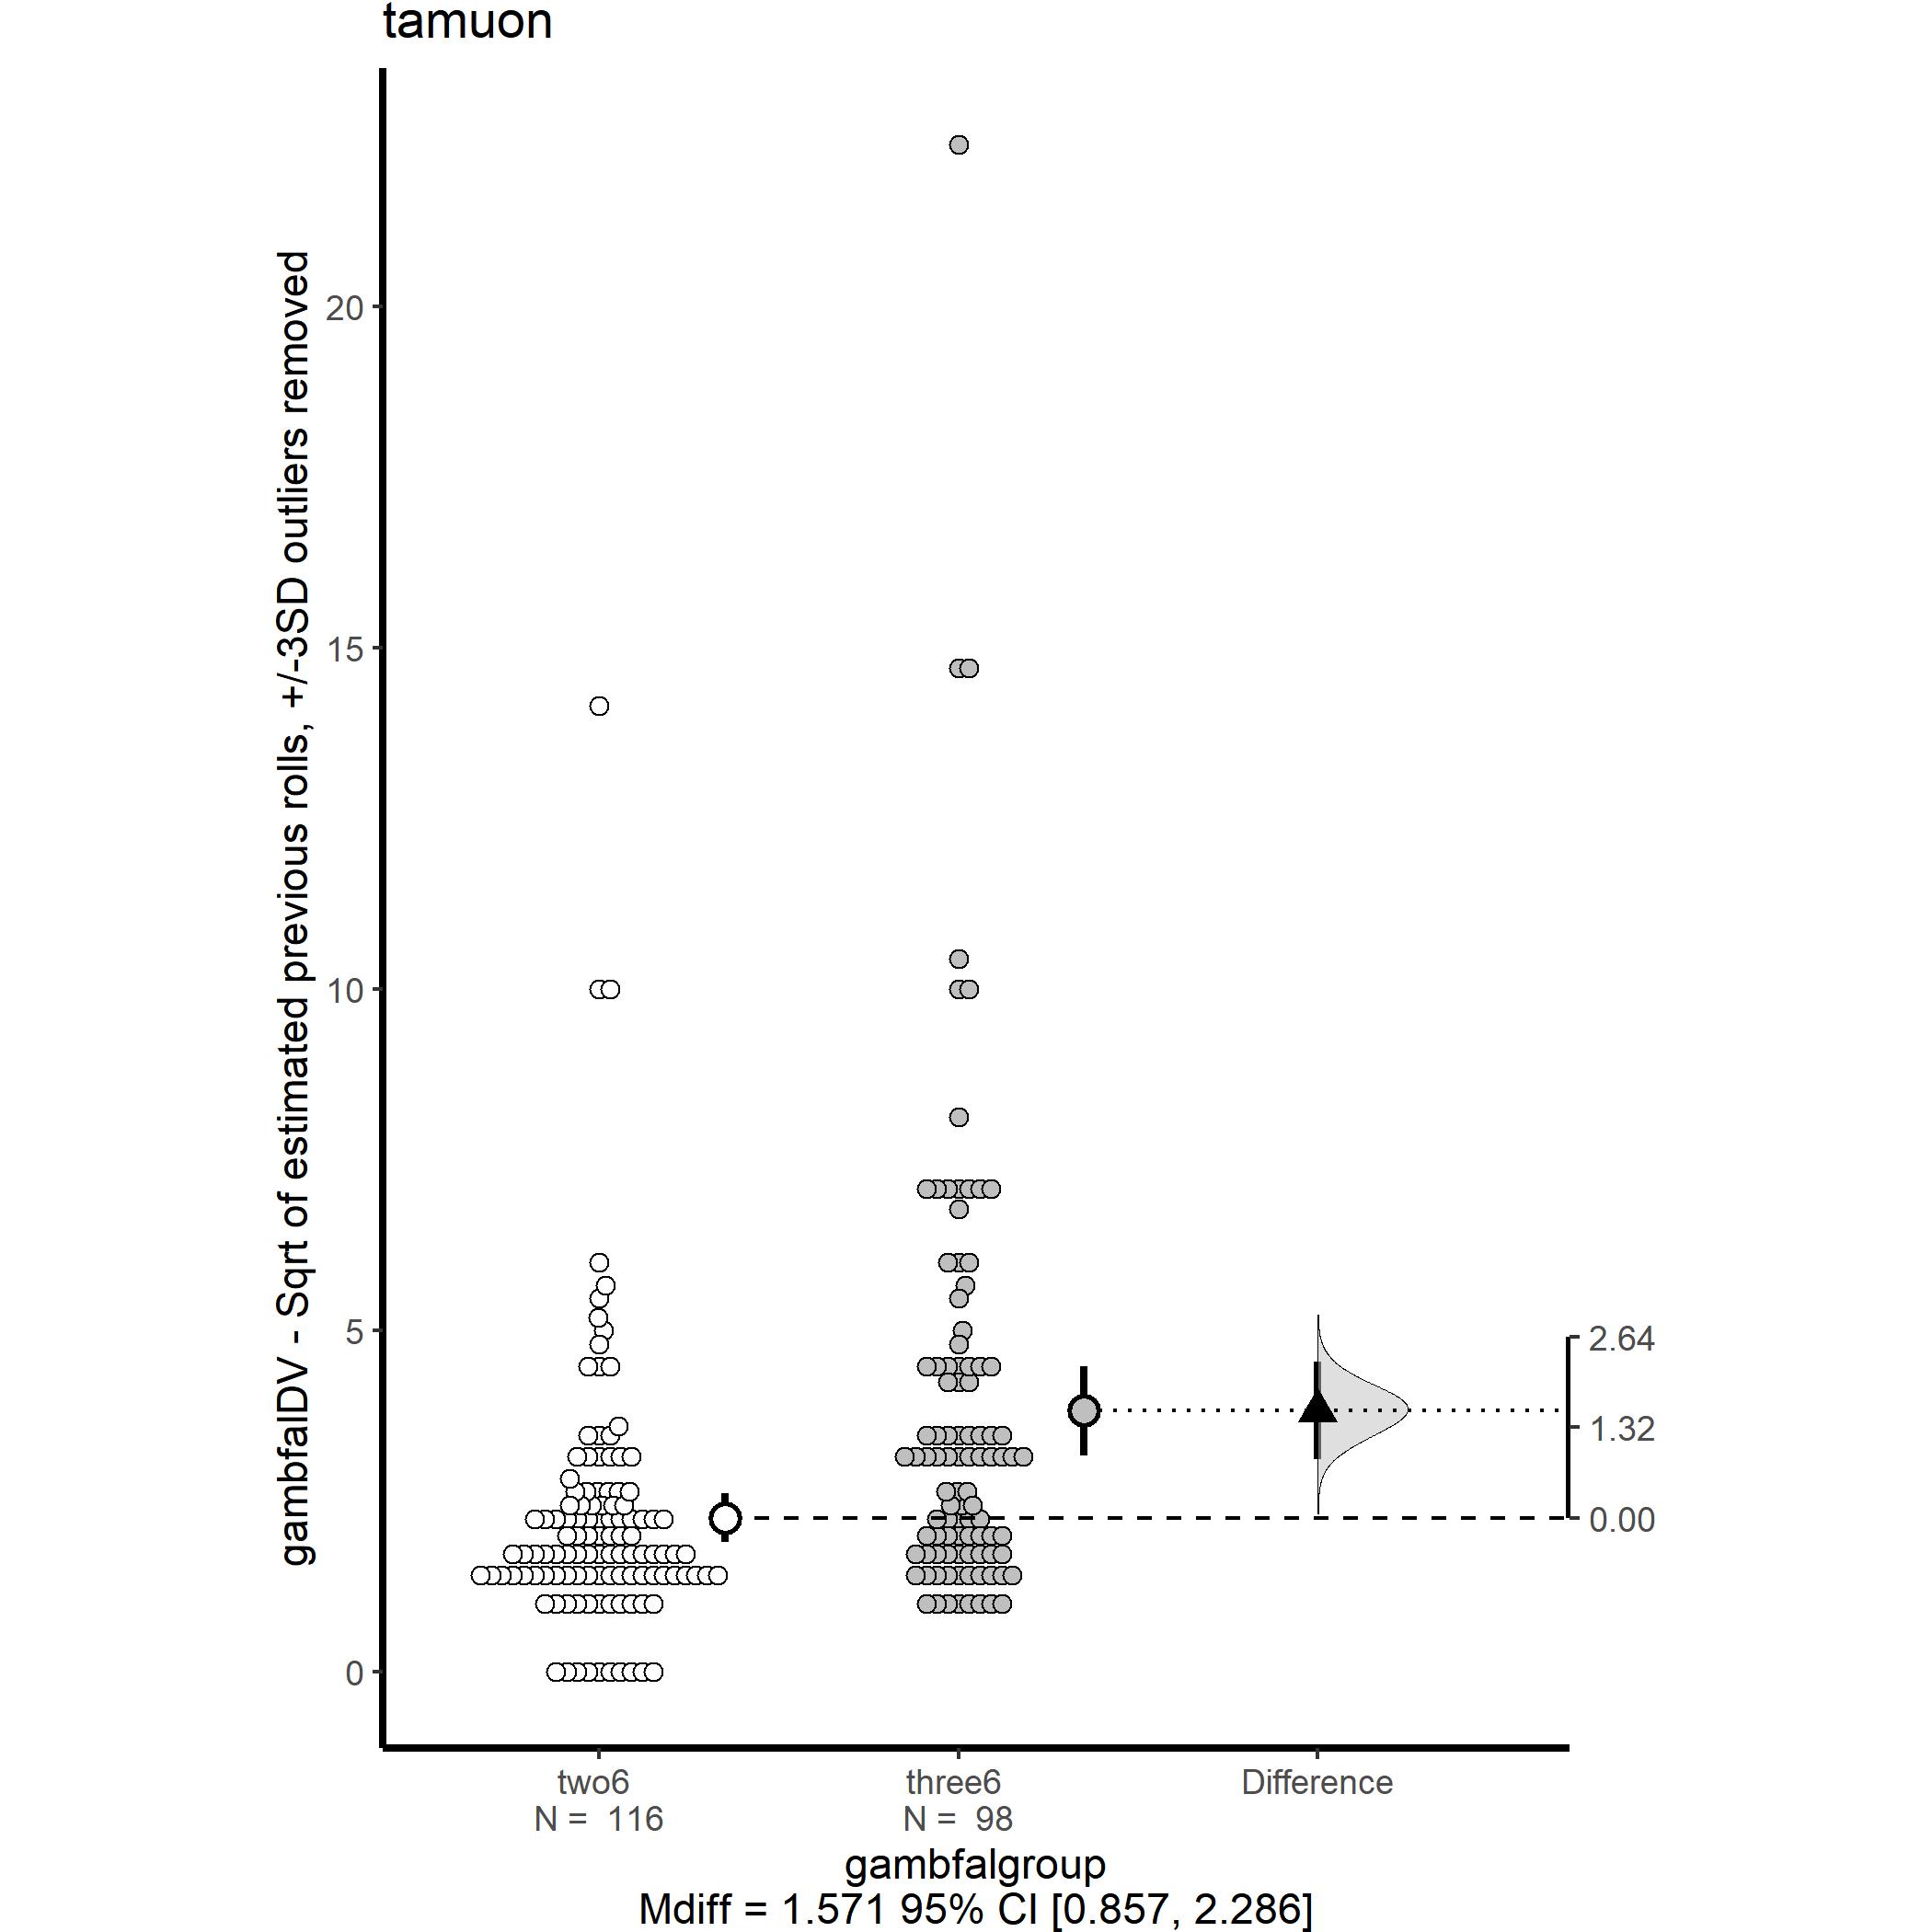 tamuon
gambfalDV - Sqrt of estimated previous rolls, +/-3SD outliers removed
20
15
10
5
0
2.64
1.32
0.00
two6
N =  116
three6
N =  98
Difference
gambfalgroup
Mdiff = 1.571 95% CI [0.857, 2.286]